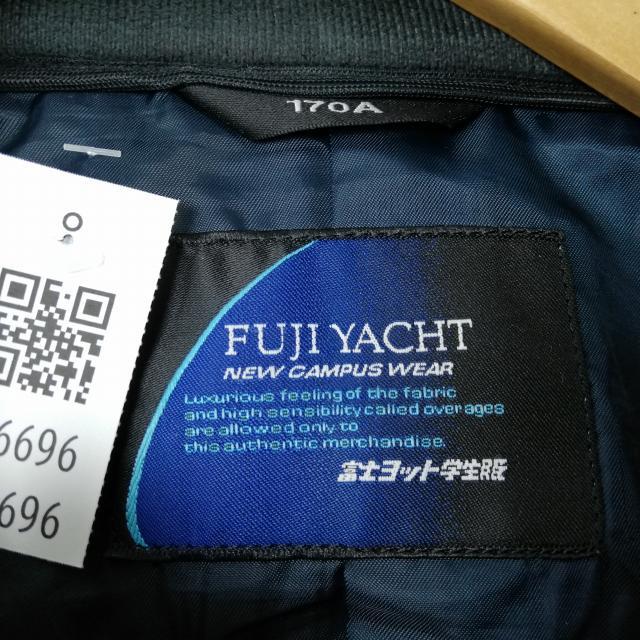 170A
FUJI YACHT
NEW CAMPUS WEAR
Luxurious feeling of the fabric
and high sensibility called overages
are allowed only to
this authentic merchandise.
富士ヨット学生服
6696
696